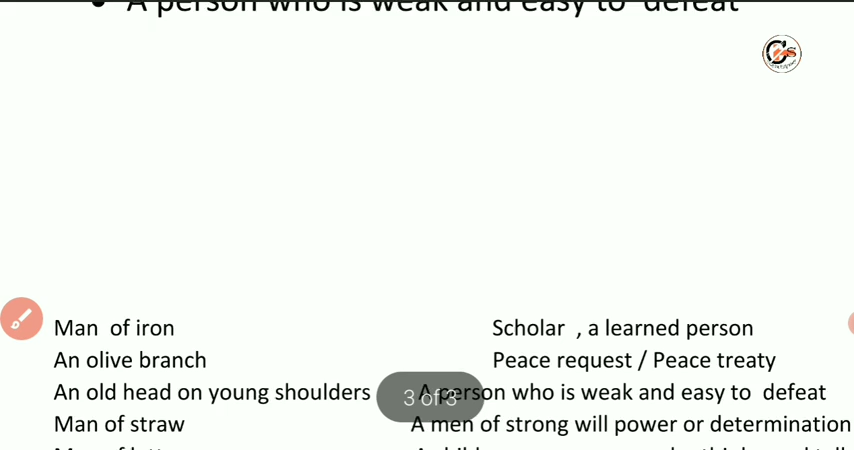 • A person who is weak and easy to defeat
Man of iron Scholar , a learned person
An olive branch Peace request / Peace treaty
An old head on young shoulders A person who is weak and easy to defeat
3 of 3
Man of straw A men of strong will power or determination